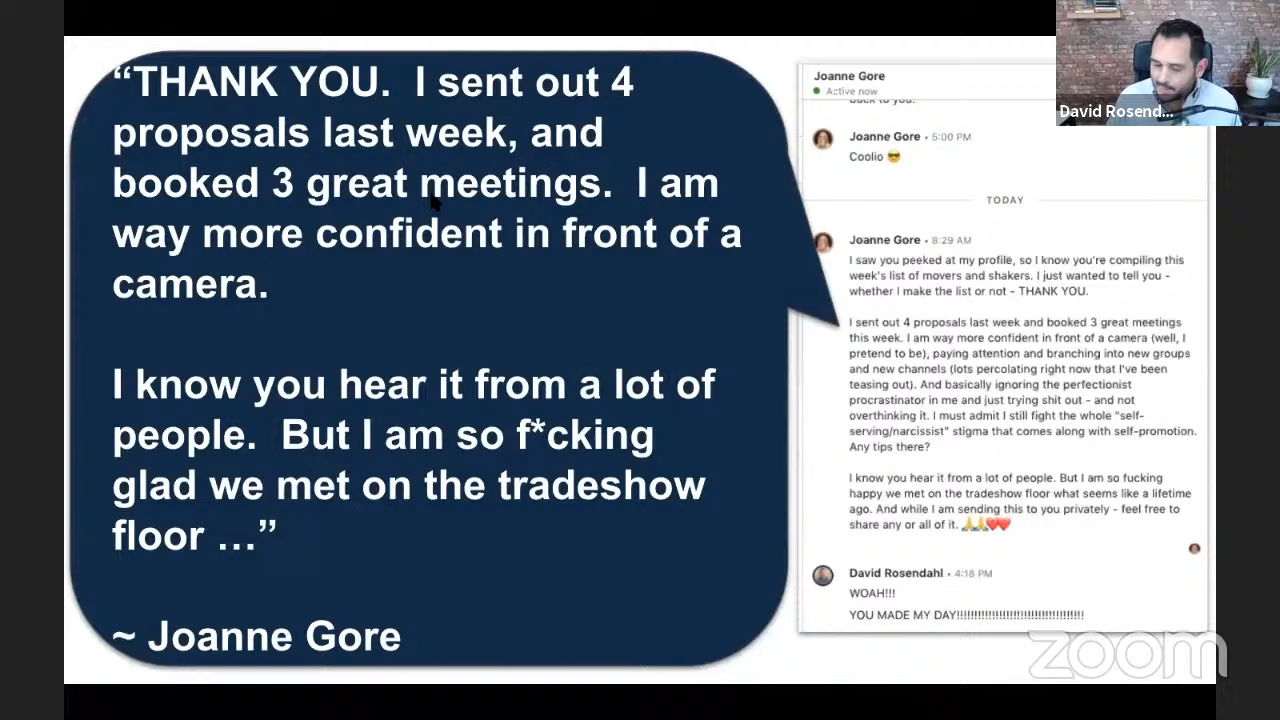 “THANK YOU.  I sent out 4
proposals last week, and
booked 3 great meetings.  I am
way more confident in front of a
camera.
I know you hear it from a lot of
people.  But I am so f*cking
glad we met on the tradeshow
floor …”
~ Joanne Gore
Joanne Gore
Active now
back to you.
Joanne Gore • 5:00 PM
Coolio 😎
TODAY
Joanne Gore • 8:29 AM
I saw you peeked at my profile, so I know you're compiling this
week's list of movers and shakers. I just wanted to tell you -
whether I make the list or not - THANK YOU.
I sent out 4 proposals last week and booked 3 great meetings
this week. I am way more confident in front of a camera (well, I
pretend to be), paying attention and branching into new groups
and new channels (lots percolating right now that I've been
teasing out). And basically ignoring the perfectionist
procrastinator in me and just trying shit out - and not
overthinking it. I must admit I still fight the whole "self-
serving/narcissist" stigma that comes along with self-promotion.
Any tips there?
I know you hear it from a lot of people. But I am so fucking
happy we met on the tradeshow floor what seems like a lifetime
ago. And while I am sending this to you privately - feel free to
share any or all of it. 🙏🙏❤️❤️
David Rosendahl • 4:18 PM
WOAH!!!
YOU MADE MY DAY!!!!!!!!!!!!!!!!!!!!!!!!!!!!!!!!!!!!
David Rosend...
zoom